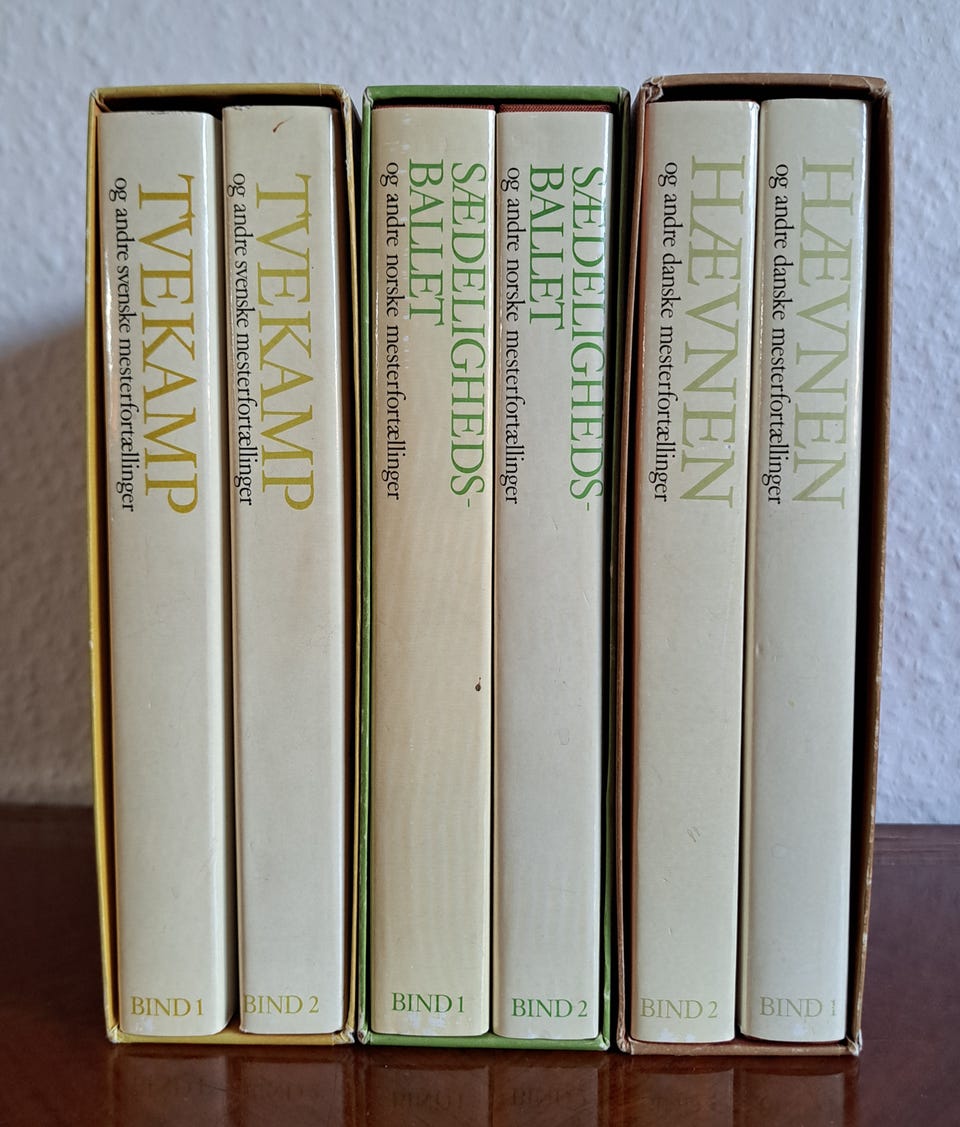 TVEKAMP
og andre svenske mesterfortællinger
BIND 1
TVEKAMP
og andre svenske mesterfortællinger
BIND 2
SÆDELIGHEDS-
BALLET
og andre norske mesterfortællinger
BIND 1
SÆDELIGHEDS-
BALLET
og andre norske mesterfortællinger
BIND 2
HÆVNEN
og andre danske mesterfortællinger
BIND 2
HÆVNEN
og andre danske mesterfortællinger
BIND 1